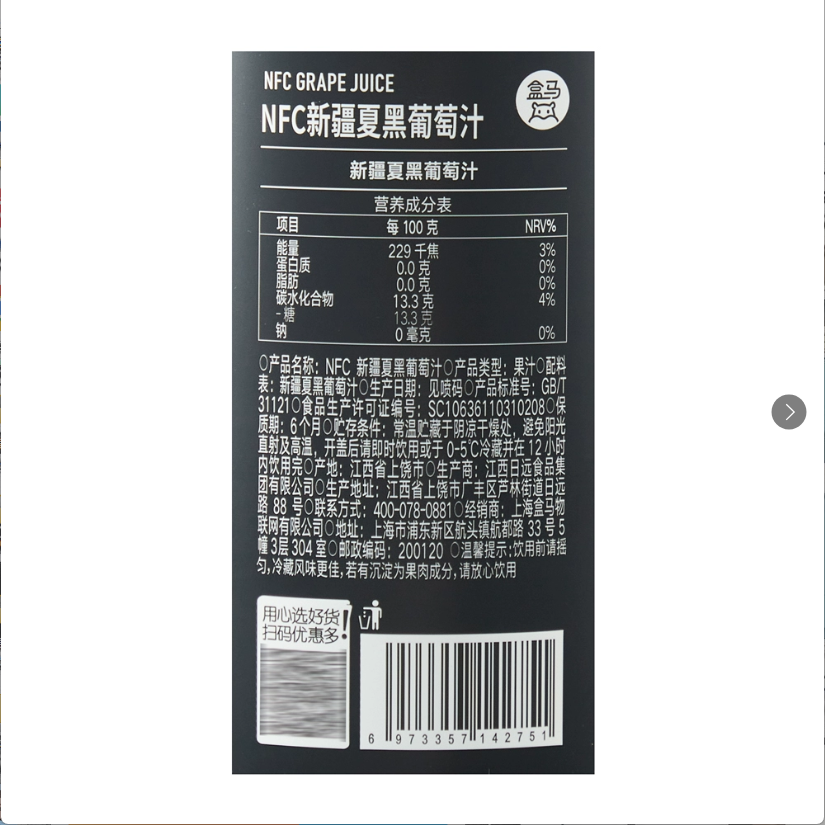 NFC GRAPE JUICE
盒马
NFC新疆夏黑葡萄汁
新疆夏黑葡萄汁
营养成分表
项目 每 100 克 NRV%
能量 229 千焦 3%
蛋白质 0.0 克 0%
脂肪 0.0 克 0%
碳水化合物 13.3 克 4%
- 糖 13.3 克
钠 0 毫克 0%
○产品名称：NFC 新疆夏黑葡萄汁○产品类型：果汁○配料
表：新疆夏黑葡萄汁○生产日期：见喷码○产品标准号：GB/T
31121○食品生产许可证编号：SC10636110310208○保
质期：6个月○贮存条件：常温贮藏于阴凉干燥处，避免阳光
直射及高温，开盖后请即时饮用或于 0-5℃冷藏并在 12 小时
内饮用完○产地：江西省上饶市○生产商：江西日远食品集
团有限公司○生产地址：江西省上饶市广丰区芦林街道日远
路 88 号○联系方式：400-078-0881○经销商：上海盒马物
联网有限公司○地址：上海市浦东新区航头镇航都路 33 号 5
幢 3层 304 室○邮政编码：200120 ○温馨提示：饮用前请摇
匀，冷藏风味更佳，若有沉淀为果肉成分，请放心饮用
用心选好货
扫码优惠多！
6 973357 142751